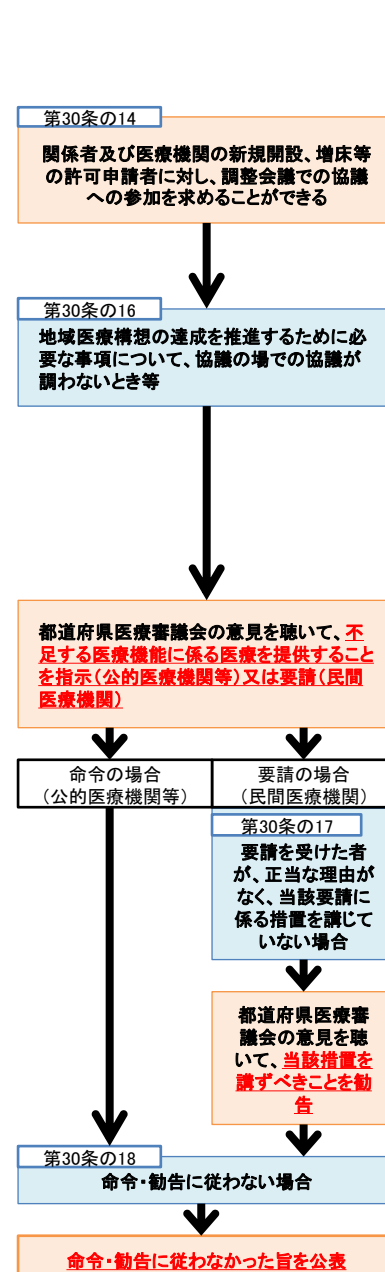 第30条の14
関係者及び医療機関の新規開設、増床等
の許可申請者に対し、調整会議での協議
への参加を求めることができる
第30条の16
地域医療構想の達成を推進するために必
要な事項について、協議の場での協議が
調わないとき等
都道府県医療審議会の意見を聴いて、不
足する医療機能に係る医療を提供すること
を指示(公的医療機関等)又は要請(民間
医療機関)
命令の場合
(公的医療機関等)
要請の場合
(民間医療機関)
第30条の17
要請を受けた者
が、正当な理由が
なく、当該要請に
係る措置を講じて
いない場合
都道府県医療審
議会の意見を聴
いて、当該措置を
講ずべきことを勧
告
第30条の18
命令・勧告に従わない場合
命令・勧告に従わなかった旨を公表